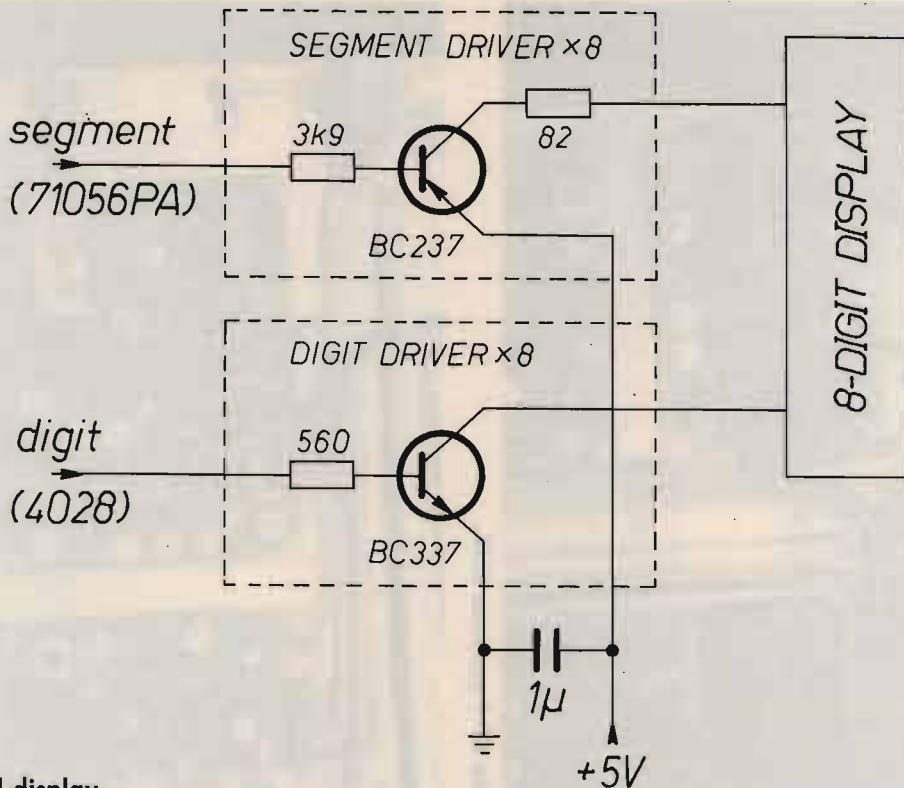 SEGMENT DRIVER ×8
segment
(71056PA)
3k9
BC237
82
8-DIGIT DISPLAY
DIGIT DRIVER ×8
digit
(4028)
560
BC337
1µ
+5V
display